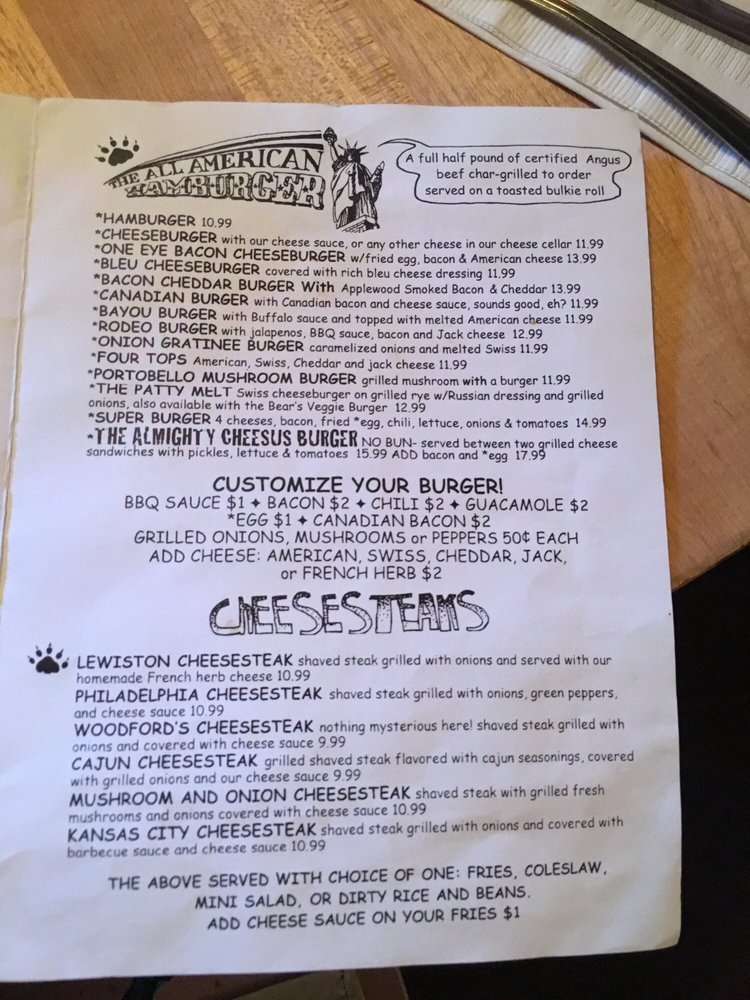 THE ALL AMERICAN
HAMBURGER
A full half pound of certified Angus
beef char-grilled to order
served on a toasted bulkie roll
*HAMBURGER 10.99
*CHEESEBURGER with our cheese sauce, or any other cheese in our cheese cellar 11.99
*ONE EYE BACON CHEESEBURGER w/fried egg, bacon & American cheese 13.99
*BLEU CHEESEBURGER covered with rich bleu cheese dressing 11.99
*BACON CHEDDAR BURGER With Applewood Smoked Bacon & Cheddar 13.99
*CANADIAN BURGER with Canadian bacon and cheese sauce, sounds good, eh? 11.99
*BAYOU BURGER with Buffalo sauce and topped with melted American cheese 11.99
*RODEO BURGER with jalapenos, BBQ sauce, bacon and Jack cheese 12.99
*ONION GRATINEE BURGER caramelized onions and melted Swiss 11.99
*FOUR TOPS American, Swiss, Cheddar and jack cheese 11.99
*PORTOBELLO MUSHROOM BURGER grilled mushroom with a burger 11.99
*THE PATTY MELT Swiss cheeseburger on grilled rye w/Russian dressing and grilled
onions, also available with the Bear's Veggie Burger 12.99
*SUPER BURGER 4 cheeses, bacon, fried *egg, chili, lettuce, onions & tomatoes 14.99
*THE ALMIGHTY CHEESUS BURGER NO BUN- served between two grilled cheese
sandwiches with pickles, lettuce & tomatoes 15.99 ADD bacon and *egg 17.99
CUSTOMIZE YOUR BURGER!
BBQ SAUCE $1 ✦ BACON $2 ✦ CHILI $2 ✦ GUACAMOLE $2
*EGG $1 ✦ CANADIAN BACON $2
GRILLED ONIONS, MUSHROOMS or PEPPERS 50¢ EACH
ADD CHEESE: AMERICAN, SWISS, CHEDDAR, JACK,
or FRENCH HERB $2
CHEESESTEAKS
LEWISTON CHEESESTEAK shaved steak grilled with onions and served with our
homemade French herb cheese 10.99
PHILADELPHIA CHEESESTEAK shaved steak grilled with onions, green peppers,
and cheese sauce 10.99
WOODFORD'S CHEESESTEAK nothing mysterious here! shaved steak grilled with
onions and covered with cheese sauce 9.99
CAJUN CHEESESTEAK grilled shaved steak flavored with cajun seasonings, covered
with grilled onions and our cheese sauce 9.99
MUSHROOM AND ONION CHEESESTEAK shaved steak with grilled fresh
mushrooms and onions covered with cheese sauce 10.99
KANSAS CITY CHEESESTEAK shaved steak grilled with onions and covered with
barbecue sauce and cheese sauce 10.99
THE ABOVE SERVED WITH CHOICE OF ONE: FRIES, COLESLAW,
MINI SALAD, OR DIRTY RICE AND BEANS.
ADD CHEESE SAUCE ON YOUR FRIES $1